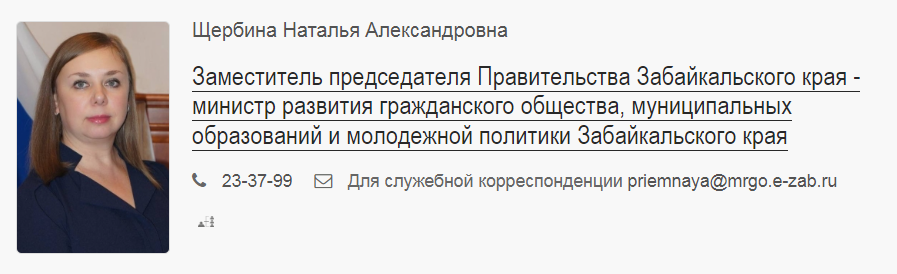 Щербина Наталья Александровна
Заместитель председателя Правительства Забайкальского края -
министр развития гражданского общества, муниципальных
образований и молодежной политики Забайкальского края
23-37-99 Для служебной корреспонденции priemnaya@mrgo.e-zab.ru